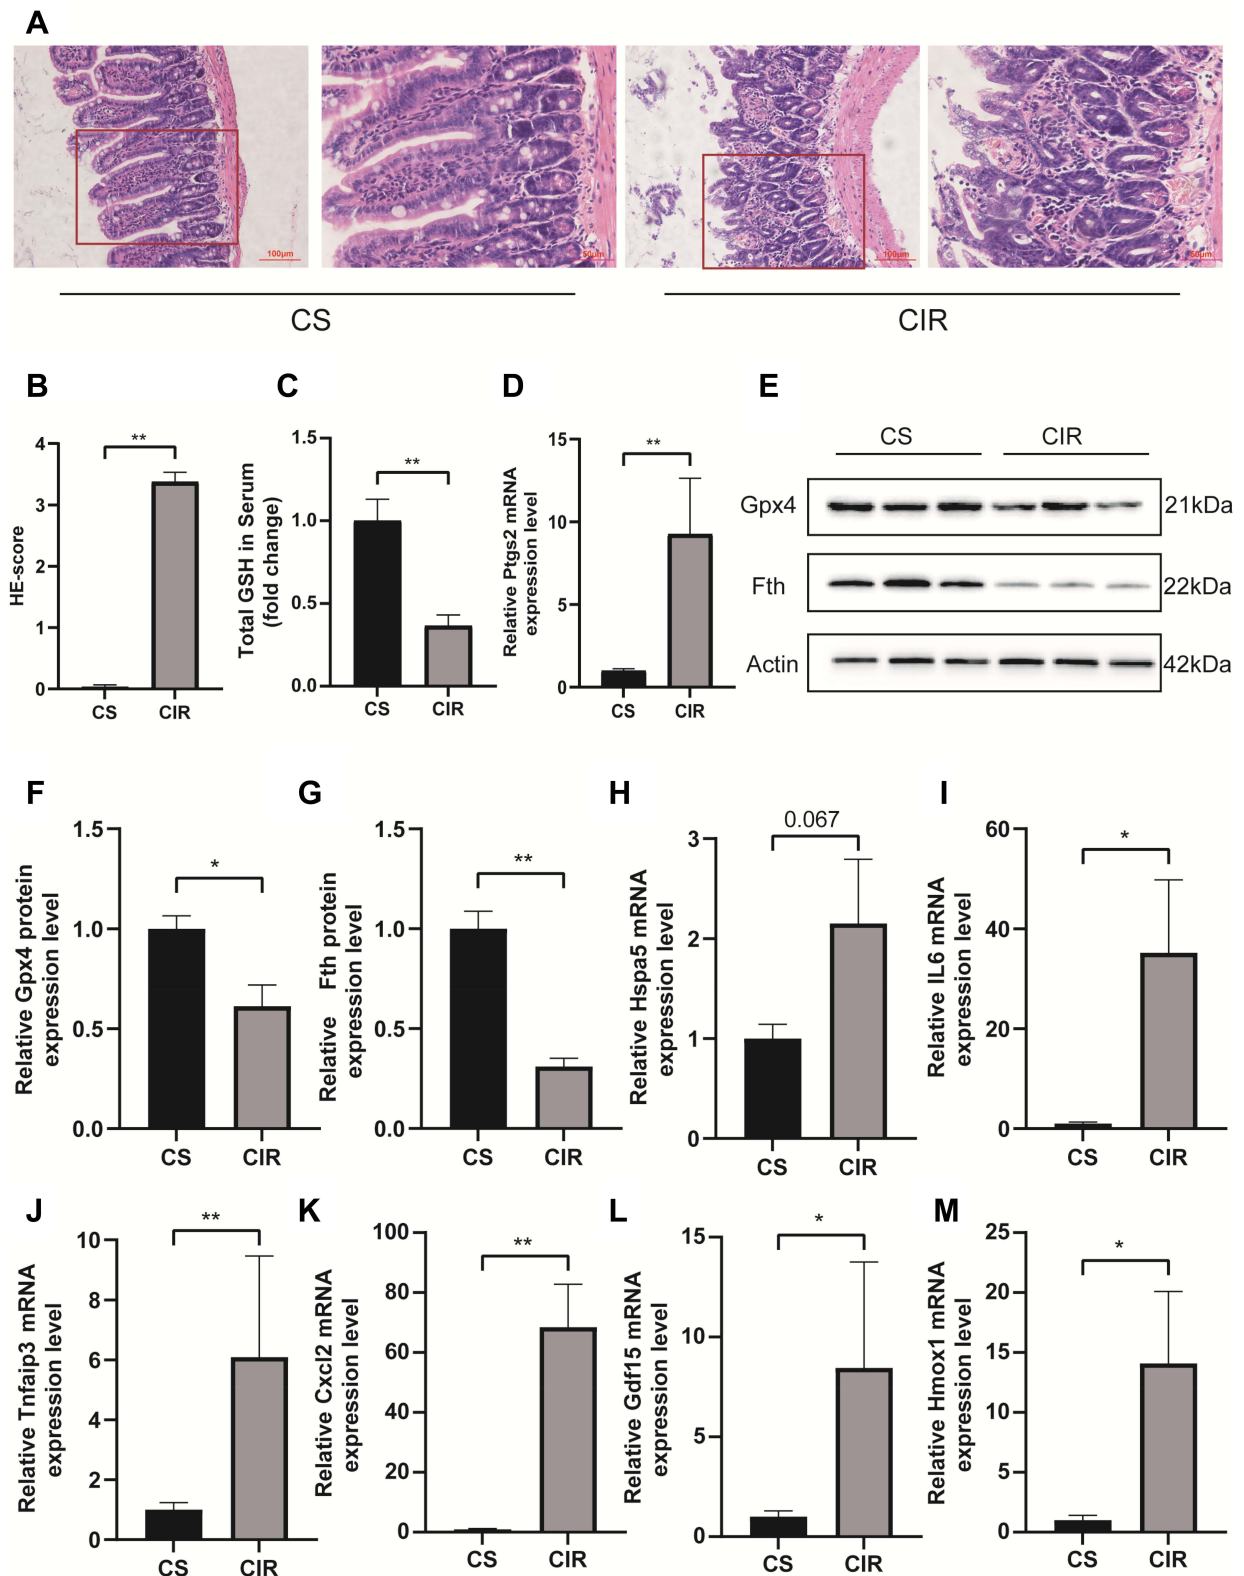 A
100μm
50μm
100μm
50μm
CS
CIR
B
HE-score
4
3
2
1
0
**
CS
CIR
C
Total GSH in Serum
(fold change)
1.5
1.0
0.5
0.0
**
CS
CIR
D
Relative Ptgs2 mRNA
expression level
15
10
5
0
**
CS
CIR
E
CS
CIR
Gpx4
21kDa
Fth
22kDa
Actin
42kDa
F
Relative Gpx4 protein
expression level
1.5
1.0
0.5
0.0
*
CS
CIR
G
Relative Fth protein
expression level
1.5
1.0
0.5
0.0
**
CS
CIR
H
Relative Hspa5 mRNA
expression level
3
2
1
0
0.067
CS
CIR
I
Relative IL6 mRNA
expression level
60
40
20
0
*
CS
CIR
J
Relative Tnfaip3 mRNA
expression level
10
8
6
4
2
0
**
CS
CIR
K
Relative Cxcl2 mRNA
expression level
100
80
60
40
20
0
**
CS
CIR
L
Relative Gdf15 mRNA
expression level
15
10
5
0
*
CS
CIR
M
Relative Hmox1 mRNA
expression level
25
20
15
10
5
0
*
CS
CIR